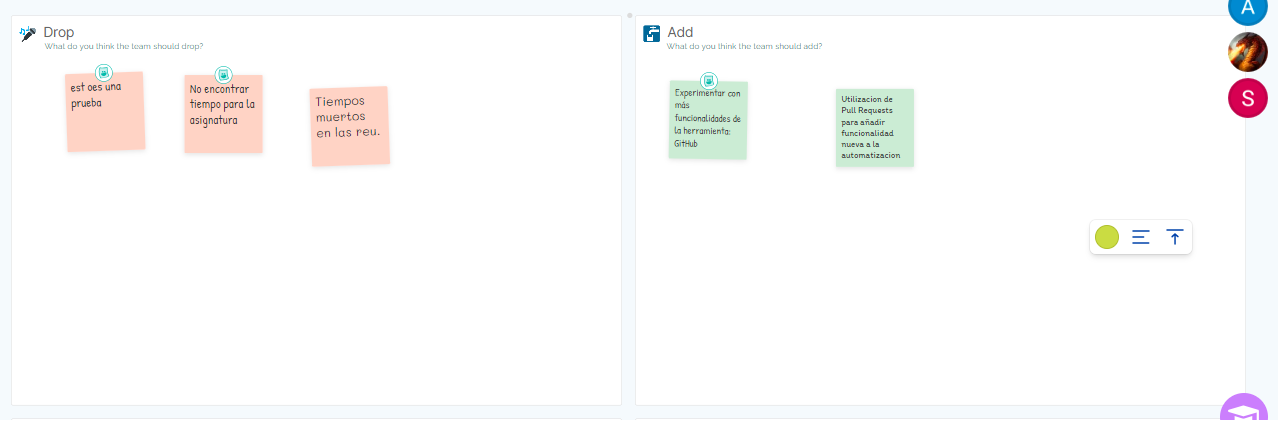 Drop
What do you think the team should drop?
est oes una
prueba
No encontrar
tiempo para la
asignatura
Tiempos
muertos
en las reu.
Add
What do you think the team should add?
Experimentar con
más
funcionalidades de
la herramienta:
GitHub
Utilizacion de
Pull Requests
para añadir
funcionalidad
nueva a la
automatizacion
A
S